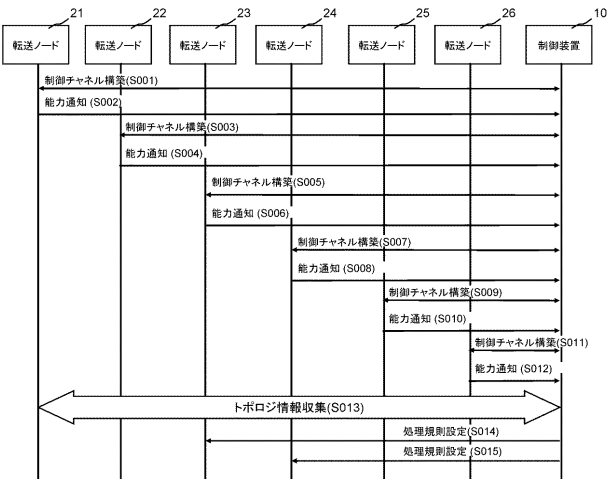 21 22 23 24 25 26 10
転送ノード 転送ノード 転送ノード 転送ノード 転送ノード 転送ノード 制御装置
制御チャネル構築(S001)
能力通知 (S002)
制御チャネル構築(S003)
能力通知 (S004)
制御チャネル構築(S005)
能力通知 (S006)
制御チャネル構築(S007)
能力通知 (S008)
制御チャネル構築(S009)
能力通知 (S010)
制御チャネル構築(S011)
能力通知 (S012)
トポロジ情報収集(S013)
処理規則設定(S014)
処理規則設定(S015)